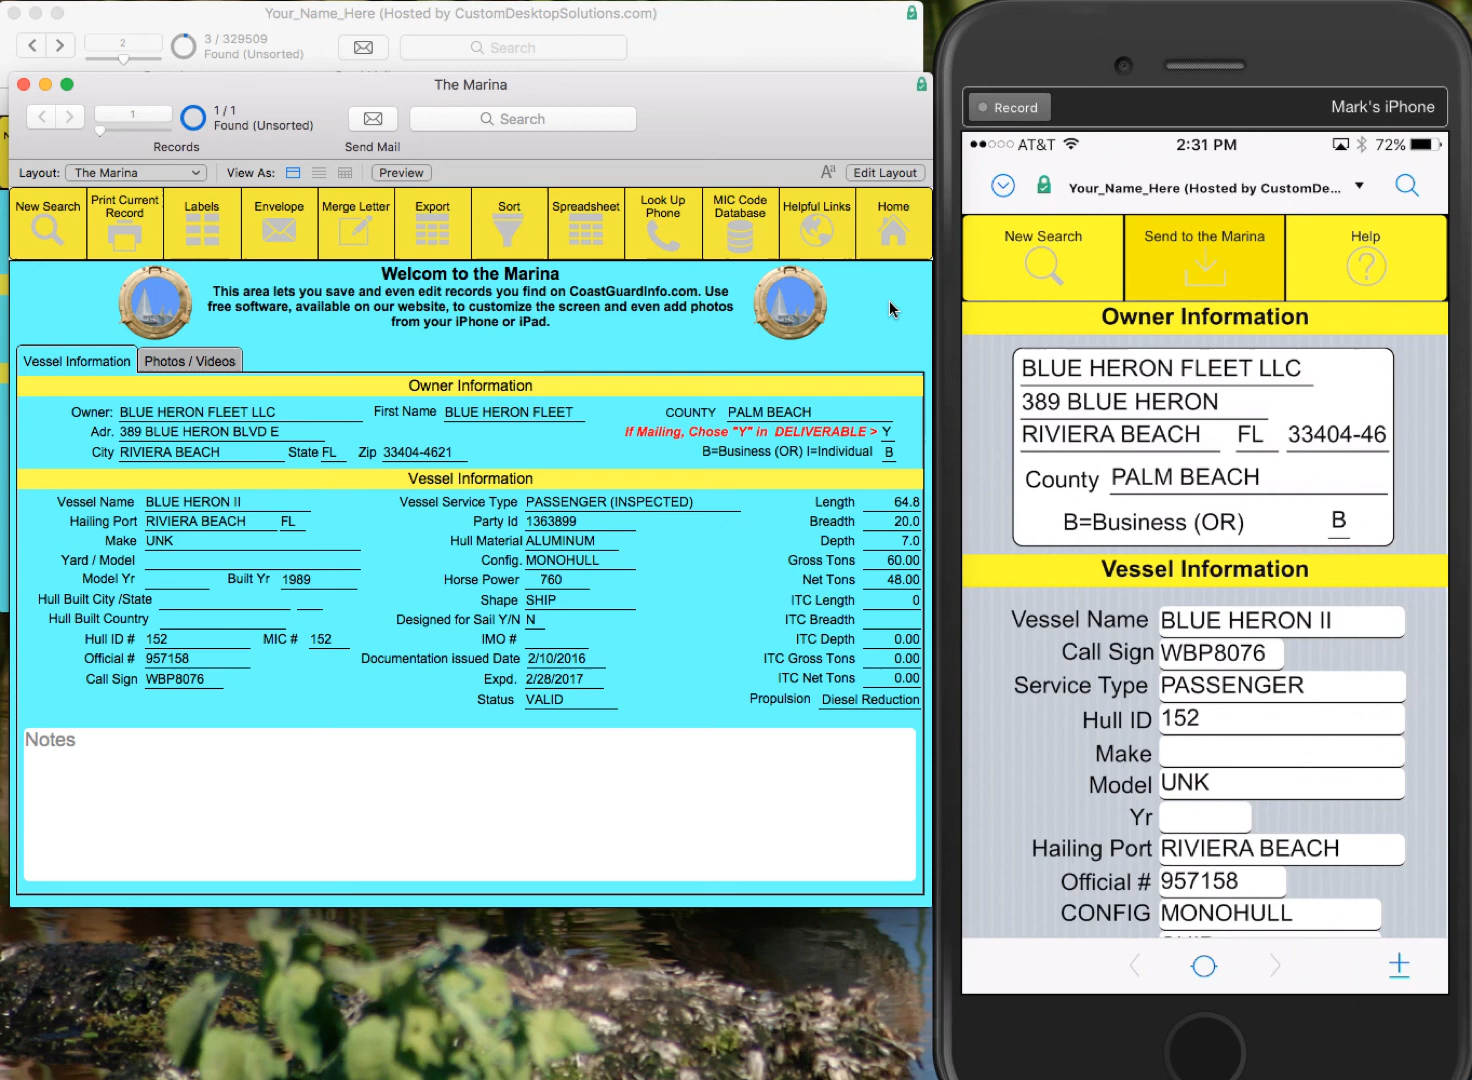 Your_Name_Here (Hosted by CustomDesktopSolutions.com)
2
3 / 329509
Found (Unsorted)
Search
The Marina
1
1 / 1
Found (Unsorted)
Search
Records
Send Mail
Layout: The Marina
View As:
Preview
Aª
Edit Layout
New Search
Print Current Record
Labels
Envelope
Merge Letter
Export
Sort
Spreadsheet
Look Up Phone
MIC Code Database
Helpful Links
Home
Welcom to the Marina
This area lets you save and even edit records you find on CoastGuardInfo.com. Use
free software, available on our website, to customize the screen and even add photos
from your iPhone or iPad.
Vessel Information
Photos / Videos
Owner Information
Owner: BLUE HERON FLEET LLC First Name BLUE HERON FLEET COUNTY PALM BEACH
Adr. 389 BLUE HERON BLVD E If Mailing, Chose "Y" in DELIVERABLE > Y
City RIVIERA BEACH State FL Zip 33404-4621 B=Business (OR) I=Individual B
Vessel Information
Vessel Name BLUE HERON II Vessel Service Type PASSENGER (INSPECTED) Length 64.8
Hailing Port RIVIERA BEACH FL Party Id 1363899 Breadth 20.0
Make UNK Hull Material ALUMINUM Depth 7.0
Yard / Model Config. MONOHULL Gross Tons 60.00
Model Yr Built Yr 1989 Horse Power 760 Net Tons 48.00
Hull Built City /State Shape SHIP ITC Length 0
Hull Built Country Designed for Sail Y/N N ITC Breadth
Hull ID # 152 MIC # 152 IMO # ITC Depth 0.00
Official # 957158 Documentation issued Date 2/10/2016 ITC Gross Tons 0.00
Call Sign WBP8076 Expd. 2/28/2017 ITC Net Tons 0.00
Status VALID Propulsion Diesel Reduction
Notes
Record
Mark's iPhone
AT&T 2:31 PM 72%
Your_Name_Here (Hosted by CustomDe...
New Search
Send to the Marina
Help
Owner Information
BLUE HERON FLEET LLC
389 BLUE HERON
RIVIERA BEACH FL 33404-46
County PALM BEACH
B=Business (OR) B
Vessel Information
Vessel Name BLUE HERON II
Call Sign WBP8076
Service Type PASSENGER
Hull ID 152
Make
Model UNK
Yr
Hailing Port RIVIERA BEACH
Official # 957158
CONFIG MONOHULL